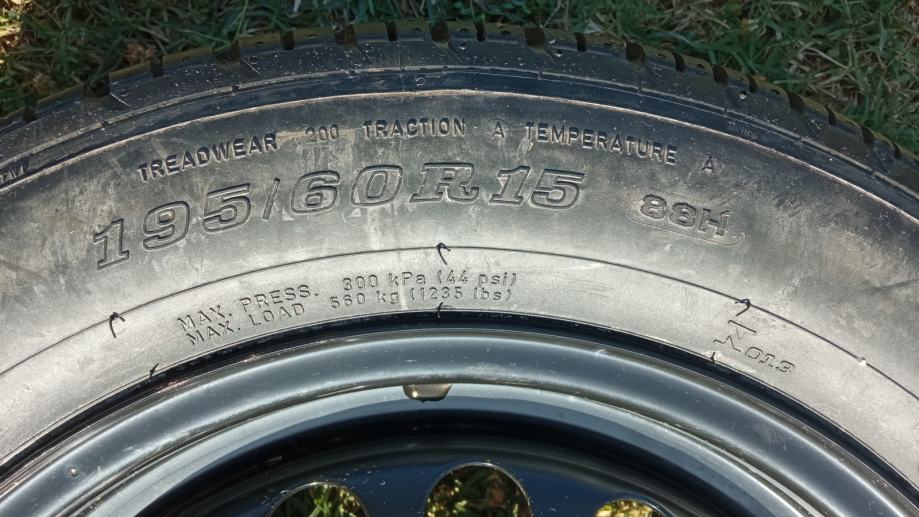 TREADWEAR 200 TRACTION A TEMPERATURE A
195/60R15 88H
MAX. PRESS. 300 kPa (44 psi)
MAX. LOAD 560 kg (1235 lbs)
013